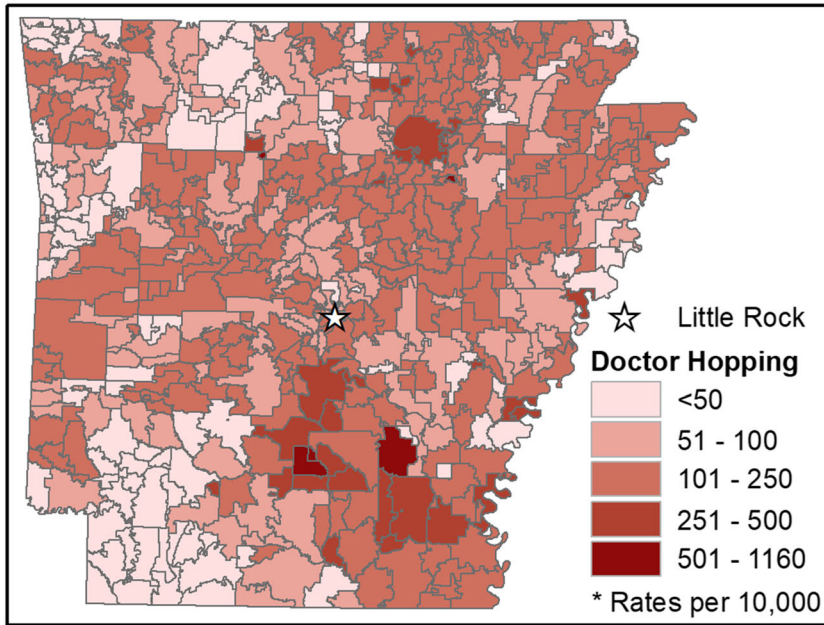 Little Rock
Doctor Hopping
<50
51 - 100
101 - 250
251 - 500
501 - 1160
* Rates per 10,000